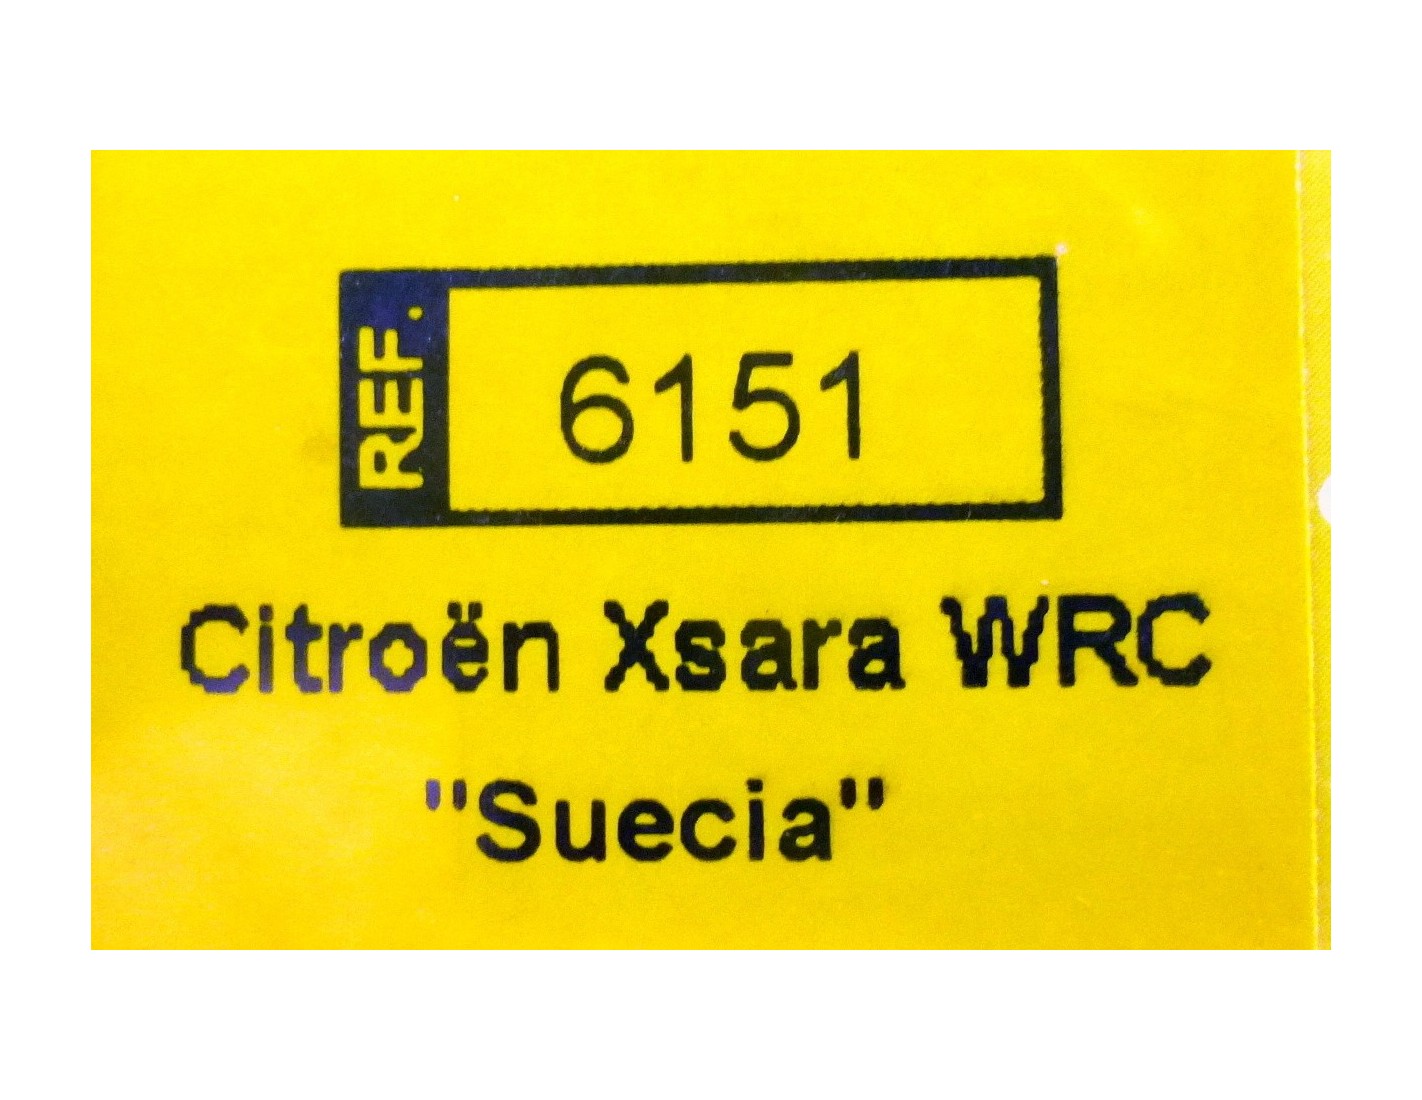 REF. 6151
Citroën Xsara WRC
"Suecia"